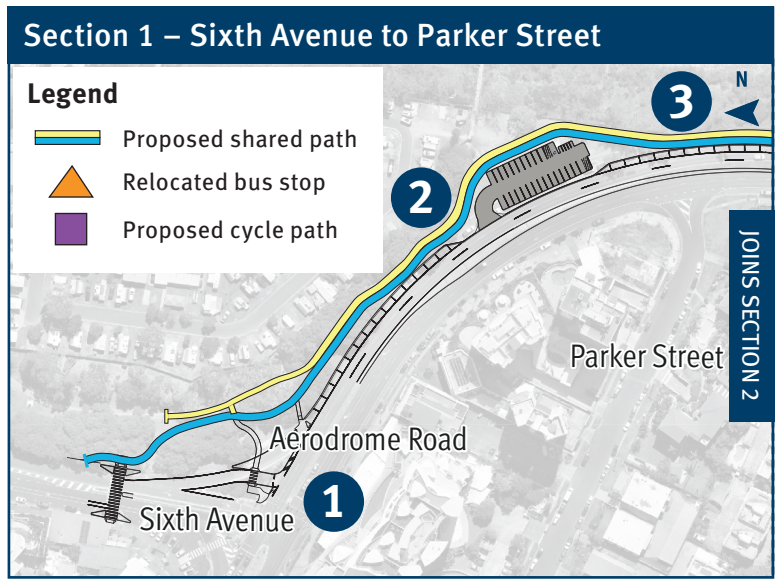 Section 1 – Sixth Avenue to Parker Street
Legend
Proposed shared path
Relocated bus stop
Proposed cycle path
N
3
2
JOINS SECTION 2
Parker Street
Aerodrome Road
1
Sixth Avenue